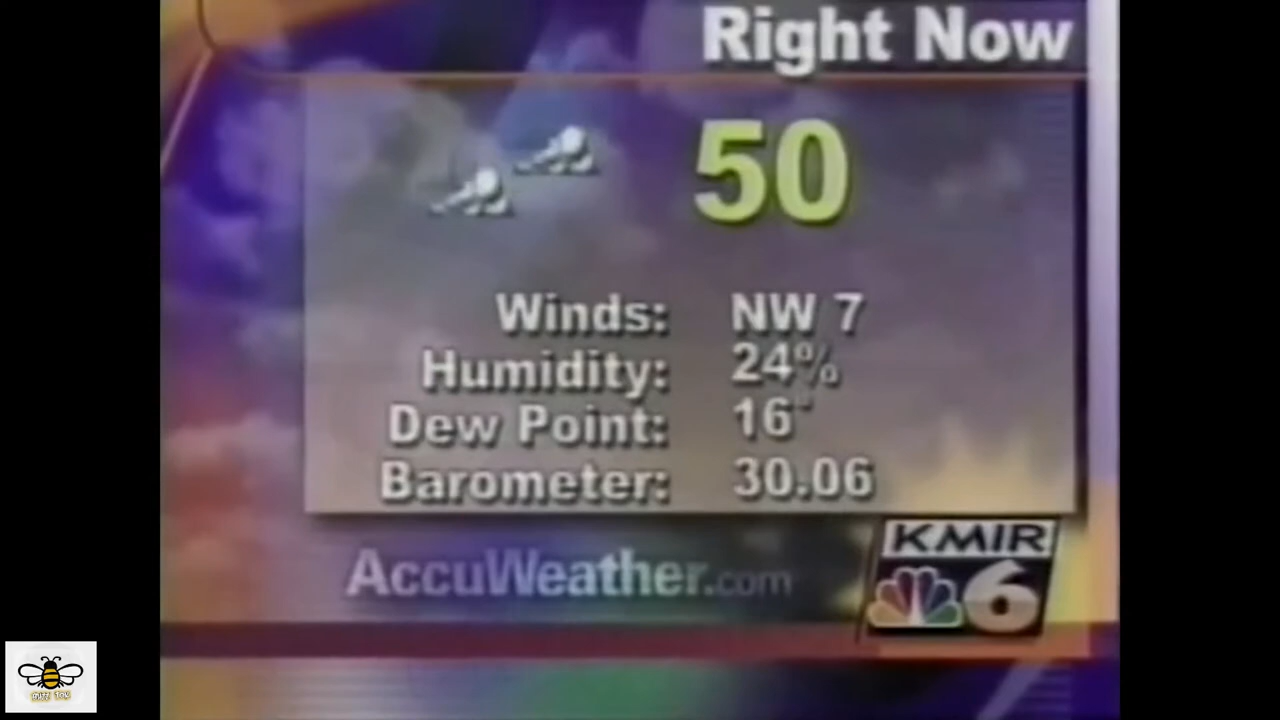 Right Now
50
Winds: NW 7
Humidity: 24%
Dew Point: 16°
Barometer: 30.06
AccuWeather.com
KMIR
6